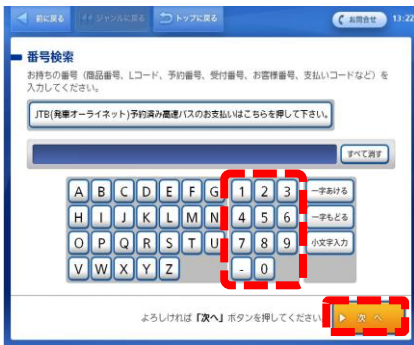 前に戻る ジャンルに戻る トップに戻る お問合せ 13:22
番号検索
お持ちの番号（商品番号、Lコード、予約番号、受付番号、お客様番号、支払いコードなど）を
入力してください。
JTB(発車オーライネット)予約済み高速バスのお支払いはこちらを押して下さい。
すべて消す
A B C D E F G 1 2 3 一字あける
H I J K L M N 4 5 6 一字もどる
O P Q R S T U 7 8 9 小文字入力
V W X Y Z - 0
よろしければ「次へ」ボタンを押してください 次へ